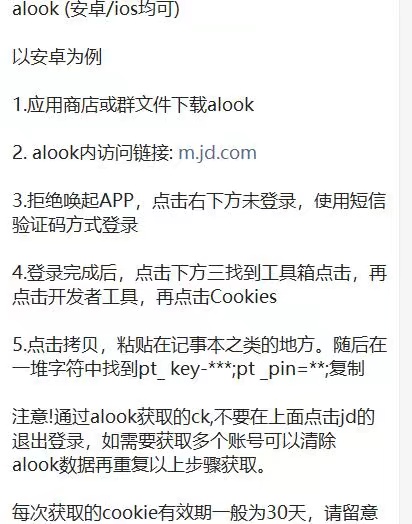 alook (安卓/ios均可)
以安卓为例
1.应用商店或群文件下载alook
2. alook内访问链接: m.jd.com
3.拒绝唤起APP，点击右下方未登录，使用短信
验证码方式登录
4.登录完成后，点击下方三找到工具箱点击，再
点击开发者工具，再点击Cookies
5.点击拷贝，粘贴在记事本之类的地方。随后在
一堆字符中找到pt_ key-***;pt _pin=**;复制
注意!通过alook获取的ck,不要在上面点击jd的
退出登录，如需要获取多个账号可以清除
alook数据再重复以上步骤获取。
每次获取的cookie有效期一般为30天，请留意